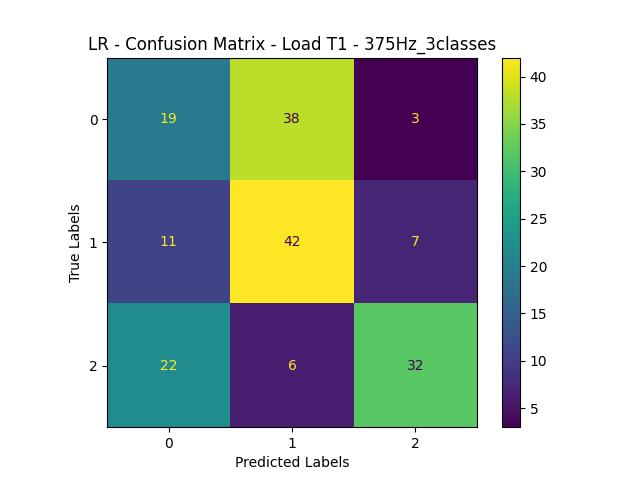 LR - Confusion Matrix - Load T1 - 375Hz_3classes
0 19 38 3
1 11 42 7
2 22 6 32
0 1 2
Predicted Labels
True Labels
40
35
30
25
20
15
10
5